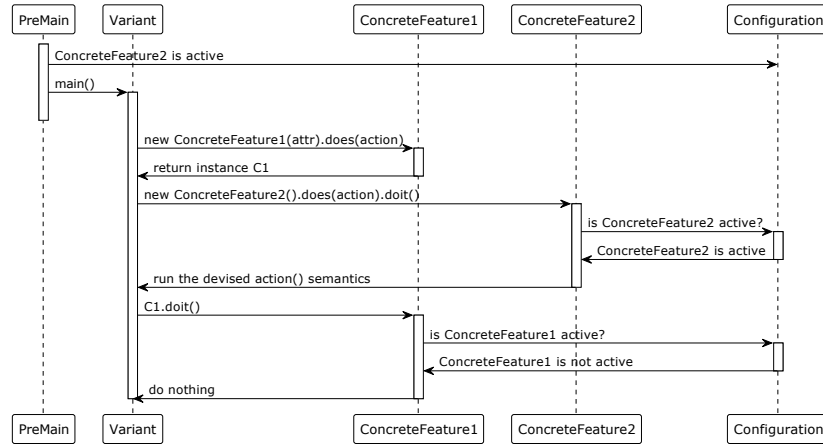 PreMain
Variant
ConcreteFeature1
ConcreteFeature2
Configuration
ConcreteFeature2 is active
main()
new ConcreteFeature1(attr).does(action)
return instance C1
new ConcreteFeature2().does(action).doit()
is ConcreteFeature2 active?
ConcreteFeature2 is active
run the devised action() semantics
C1.doit()
is ConcreteFeature1 active?
ConcreteFeature1 is not active
do nothing
PreMain
Variant
ConcreteFeature1
ConcreteFeature2
Configuration